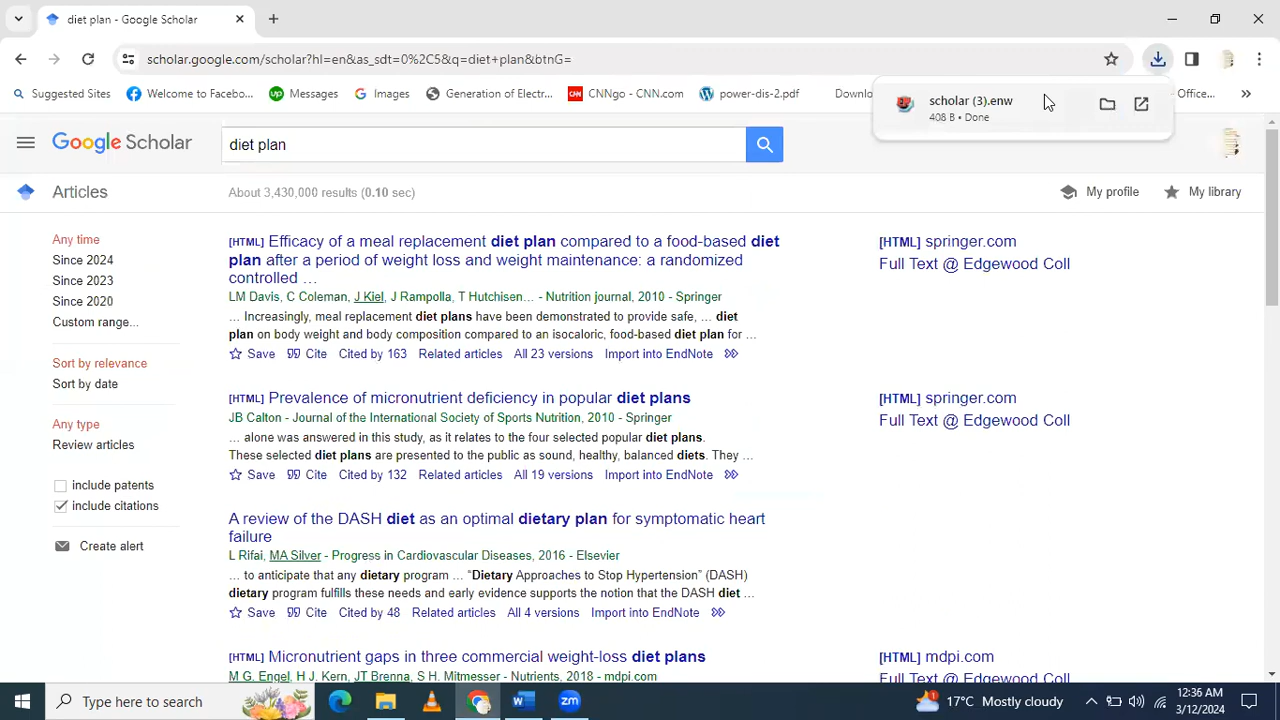 diet plan - Google Scholar
scholar.google.com/scholar?hl=en&as_sdt=0%2C5&q=diet+plan&btnG=
Suggested Sites
Welcome to Facebo...
Messages
Images
Generation of Electri...
CNNgo - CNN.com
power-dis-2.pdf
Downlo
Office...
scholar (3).enw
408 B • Done
Google Scholar
diet plan
Articles
About 3,430,000 results (0.10 sec)
My profile
My library
Any time
Since 2024
Since 2023
Since 2020
Custom range...
Sort by relevance
Sort by date
Any type
Review articles
include patents
include citations
Create alert
[HTML] Efficacy of a meal replacement diet plan compared to a food-based diet
plan after a period of weight loss and weight maintenance: a randomized
controlled …
LM Davis, C Coleman, J Kiel, J Rampolla, T Hutchisen… - Nutrition journal, 2010 - Springer
… Increasingly, meal replacement diet plans have been demonstrated to provide safe, … diet
plan on body weight and body composition compared to an isocaloric, food-based diet plan for …
Save Cite Cited by 163 Related articles All 23 versions Import into EndNote
[HTML] springer.com
Full Text @ Edgewood Coll
[HTML] Prevalence of micronutrient deficiency in popular diet plans
JB Calton - Journal of the International Society of Sports Nutrition, 2010 - Springer
… alone was answered in this study, as it relates to the four selected popular diet plans.
These selected diet plans are presented to the public as sound, healthy, balanced diets. They …
Save Cite Cited by 132 Related articles All 19 versions Import into EndNote
[HTML] springer.com
Full Text @ Edgewood Coll
A review of the DASH diet as an optimal dietary plan for symptomatic heart
failure
L Rifai, MA Silver - Progress in Cardiovascular Diseases, 2016 - Elsevier
… to anticipate that any dietary program … “Dietary Approaches to Stop Hypertension” (DASH)
dietary program fulfills these needs and early evidence supports the notion that the DASH diet …
Save Cite Cited by 48 Related articles All 4 versions Import into EndNote
[HTML] Micronutrient gaps in three commercial weight-loss diet plans
M G. Engel, H J. Kern, JT Brenna, S H. Mitmesser - Nutrients, 2018 - mdpi.com
[HTML] mdpi.com
Type here to search
17°C Mostly cloudy
12:36 AM
3/12/2024